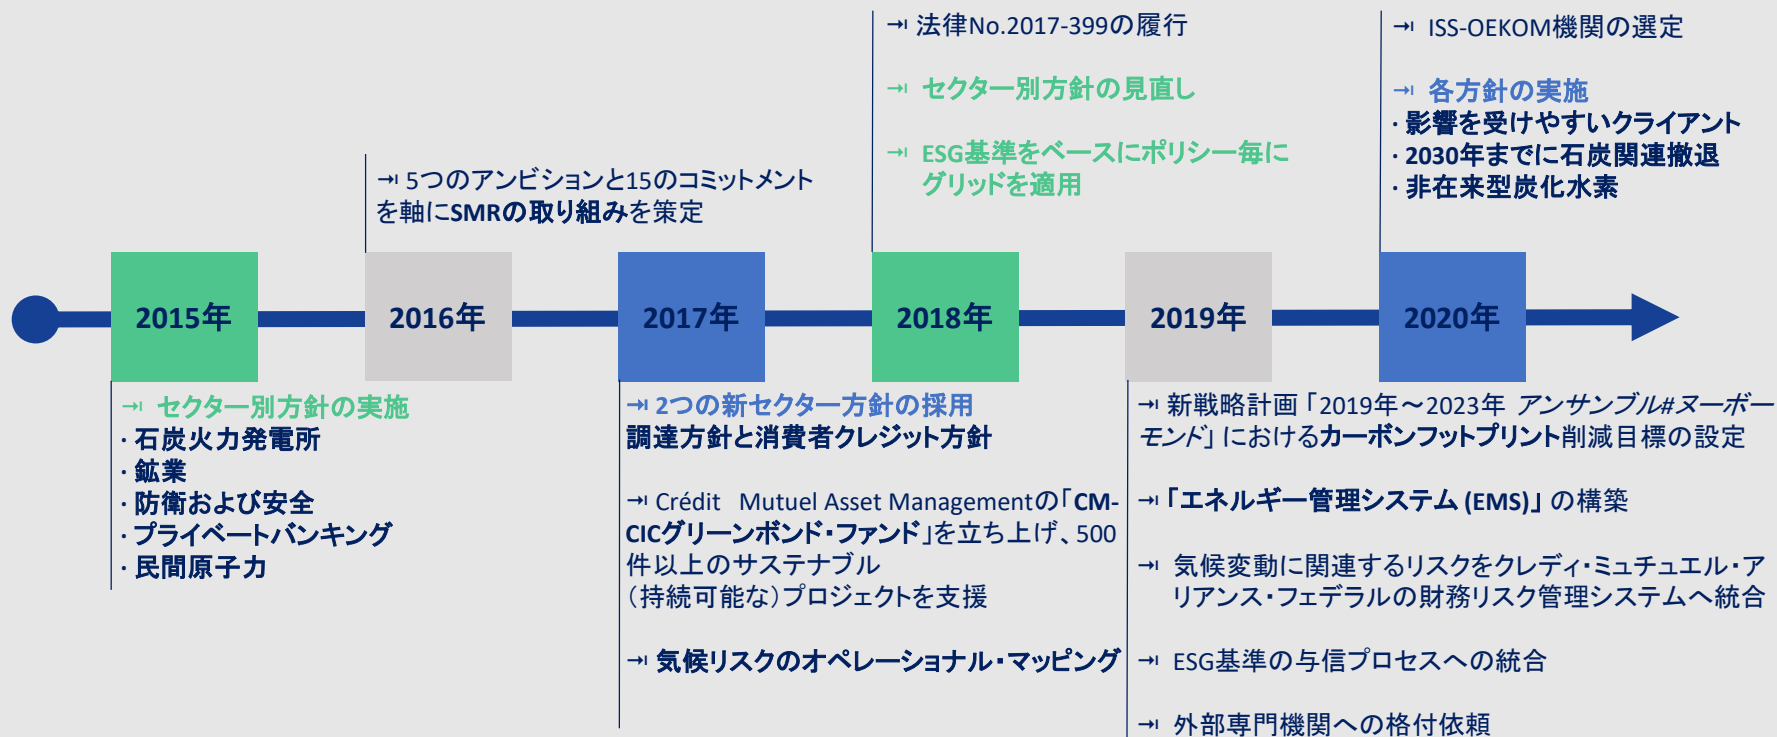 → 法律No.2017-399の履行
→ セクター別方針の見直し
→ ESG基準をベースにポリシー毎に
グリッドを適用
→ ISS-OEKOM機関の選定
→ 各方針の実施
· 影響を受けやすいクライアント
· 2030年までに石炭関連撤退
· 非在来型炭化水素
→ 5つのアンビションと15のコミットメント
を軸にSMRの取り組みを策定
2015年
2016年
2017年
2018年
2019年
2020年
→ セクター別方針の実施
· 石炭火力発電所
· 鉱業
· 防衛および安全
· プライベートバンキング
· 民間原子力
→ 2つの新セクター方針の採用
調達方針と消費者クレジット方針
→ Crédit Mutuel Asset Managementの「CM-
CICグリーンボンド・ファンド」を立ち上げ、500
件以上のサステナブル
（持続可能な）プロジェクトを支援
→ 気候リスクのオペレーショナル・マッピング
→ 新戦略計画「2019年～2023年 アンサンブル#ヌーボー
モンド」におけるカーボンフットプリント削減目標の設定
→ 「エネルギー管理システム (EMS)」 の構築
→ 気候変動に関連するリスクをクレディ・ミュチュエル・ア
リアンス・フェデラルの財務リスク管理システムへ統合
→ ESG基準の与信プロセスへの統合
→ 外部専門機関への格付依頼